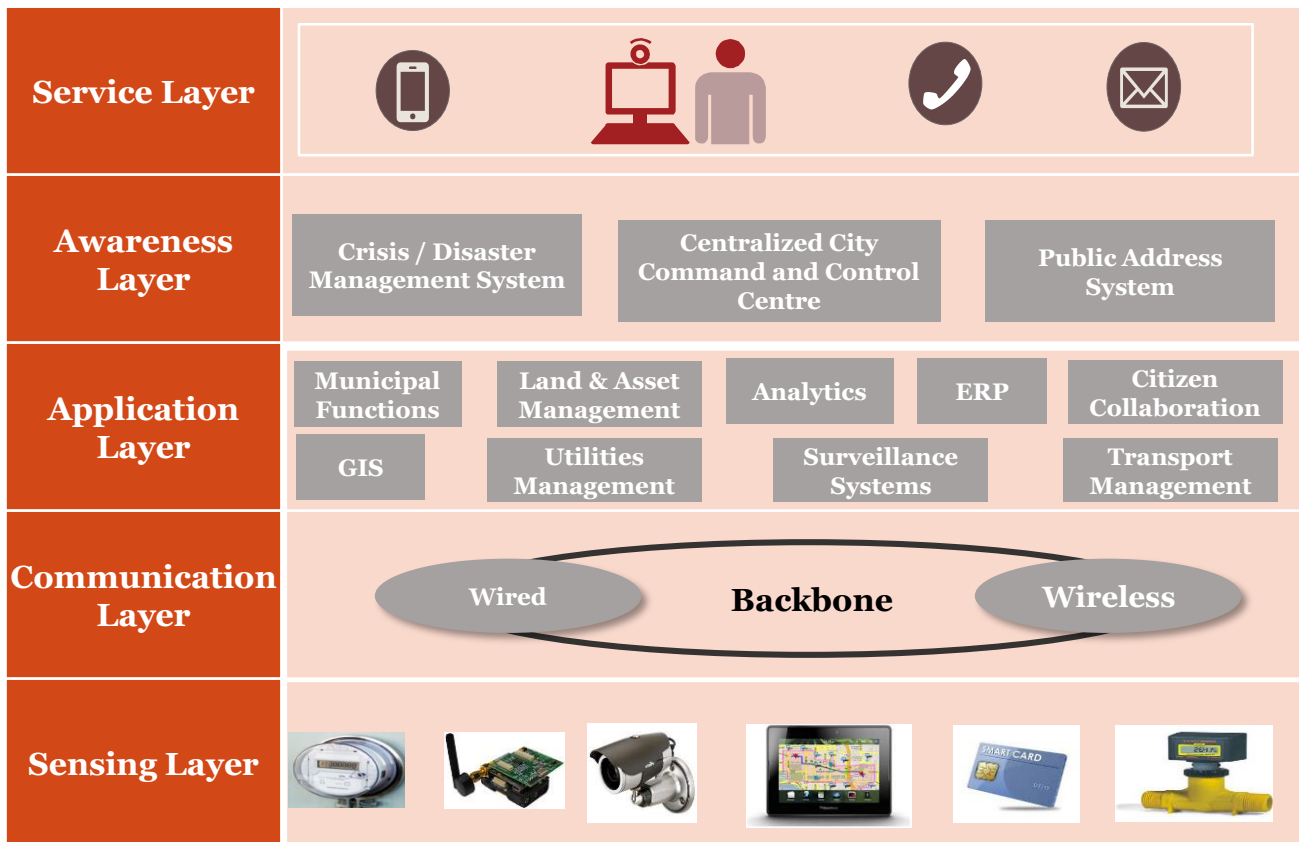 Service Layer
Awareness
Layer
Crisis / Disaster
Management System
Centralized City
Command and Control
Centre
Public Address
System
Application
Layer
Municipal
Functions
Land & Asset
Management
Analytics
ERP
Citizen
Collaboration
GIS
Utilities
Management
Surveillance
Systems
Transport
Management
Communication
Layer
Wired
Backbone
Wireless
Sensing Layer
SMART CARD